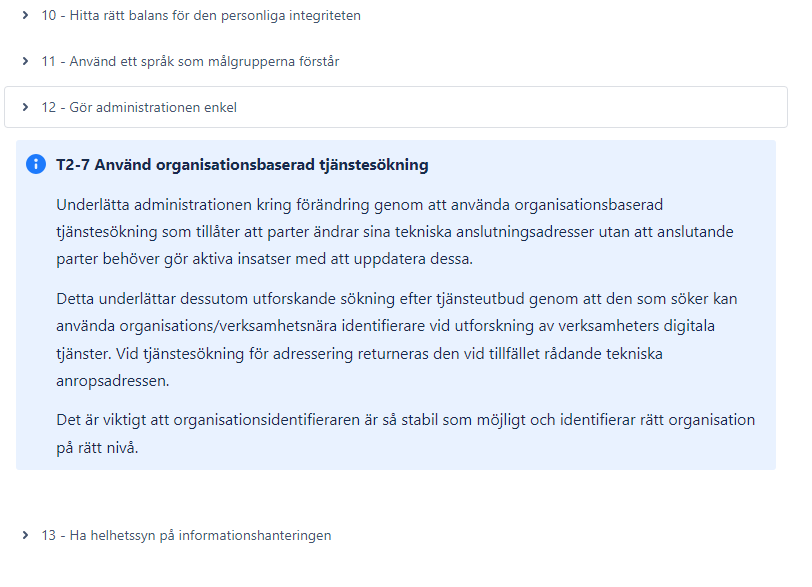 10 - Hitta rätt balans för den personliga integriteten
11 - Använd ett språk som målgrupperna förstår
12 - Gör administrationen enkel
T2-7 Använd organisationsbaserad tjänstesökning
Underlätta administrationen kring förändring genom att använda organisationsbaserad
tjänstesökning som tillåter att parter ändrar sina tekniska anslutningsadresser utan att anslutande
parter behöver gör aktiva insatser med att uppdatera dessa.
Detta underlättar dessutom utforskande sökning efter tjänsteutbud genom att den som söker kan
använda organisations/verksamhetsnära identifierare vid utforskning av verksamheters digitala
tjänster. Vid tjänstesökning för adressering returneras den vid tillfället rådande tekniska
anropsadressen.
Det är viktigt att organisationsidentifieraren är så stabil som möjligt och identifierar rätt organisation
på rätt nivå.
13 - Ha helhetssyn på informationshanteringen